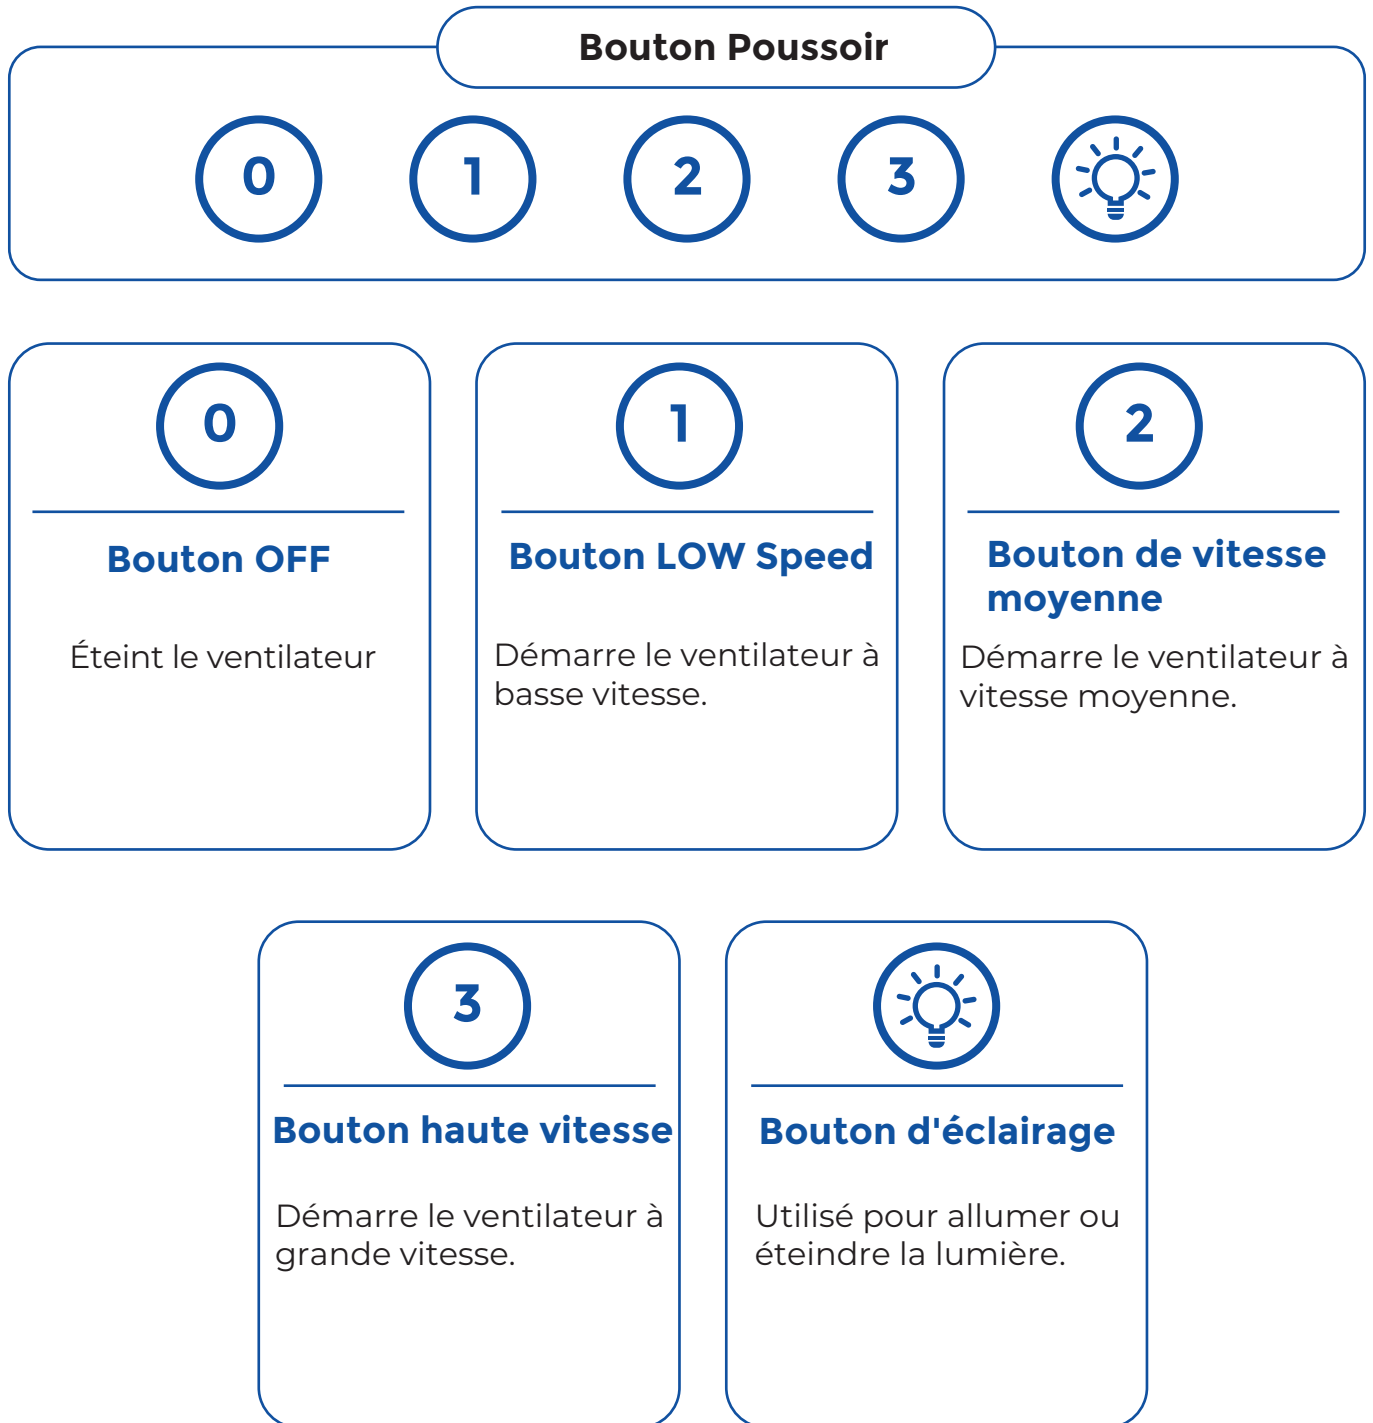 Bouton Poussoir
0 1 2 3
0
Bouton OFF
Éteint le ventilateur
1
Bouton LOW Speed
Démarre le ventilateur à
basse vitesse.
2
Bouton de vitesse
moyenne
Démarre le ventilateur à
vitesse moyenne.
3
Bouton haute vitesse
Démarre le ventilateur à
grande vitesse.
Bouton d'éclairage
Utilisé pour allumer ou
éteindre la lumière.